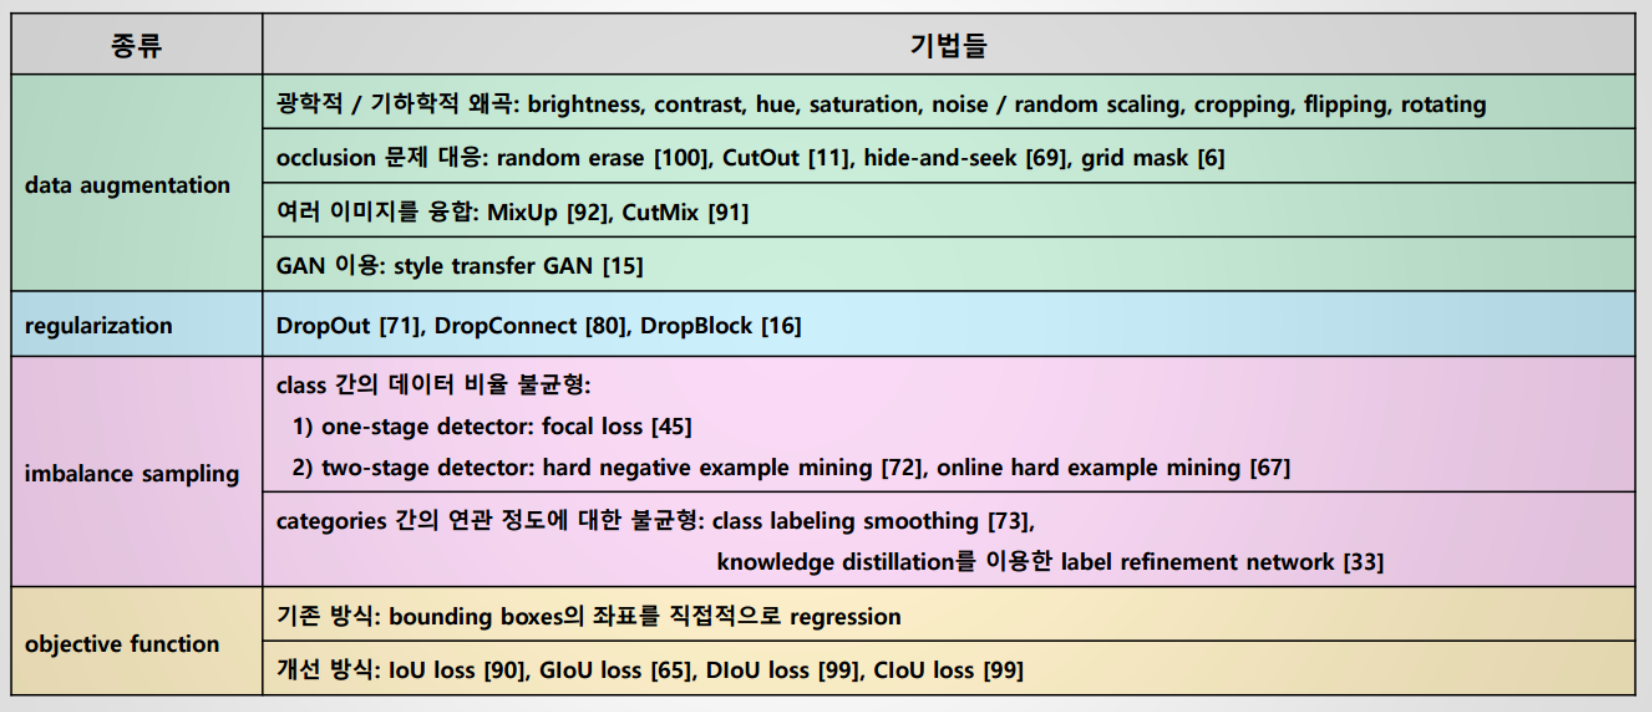 종류
기법들
data augmentation
광학적 / 기하학적 왜곡: brightness, contrast, hue, saturation, noise / random scaling, cropping, flipping, rotating
occlusion 문제 대응: random erase [100], CutOut [11], hide-and-seek [69], grid mask [6]
여러 이미지를 융합: MixUp [92], CutMix [91]
GAN 이용: style transfer GAN [15]
regularization
DropOut [71], DropConnect [80], DropBlock [16]
imbalance sampling
class 간의 데이터 비율 불균형:
1) one-stage detector: focal loss [45]
2) two-stage detector: hard negative example mining [72], online hard example mining [67]
categories 간의 연관 정도에 대한 불균형: class labeling smoothing [73],
knowledge distillation를 이용한 label refinement network [33]
objective function
기존 방식: bounding boxes의 좌표를 직접적으로 regression
개선 방식: IoU loss [90], GIoU loss [65], DIoU loss [99], CIoU loss [99]